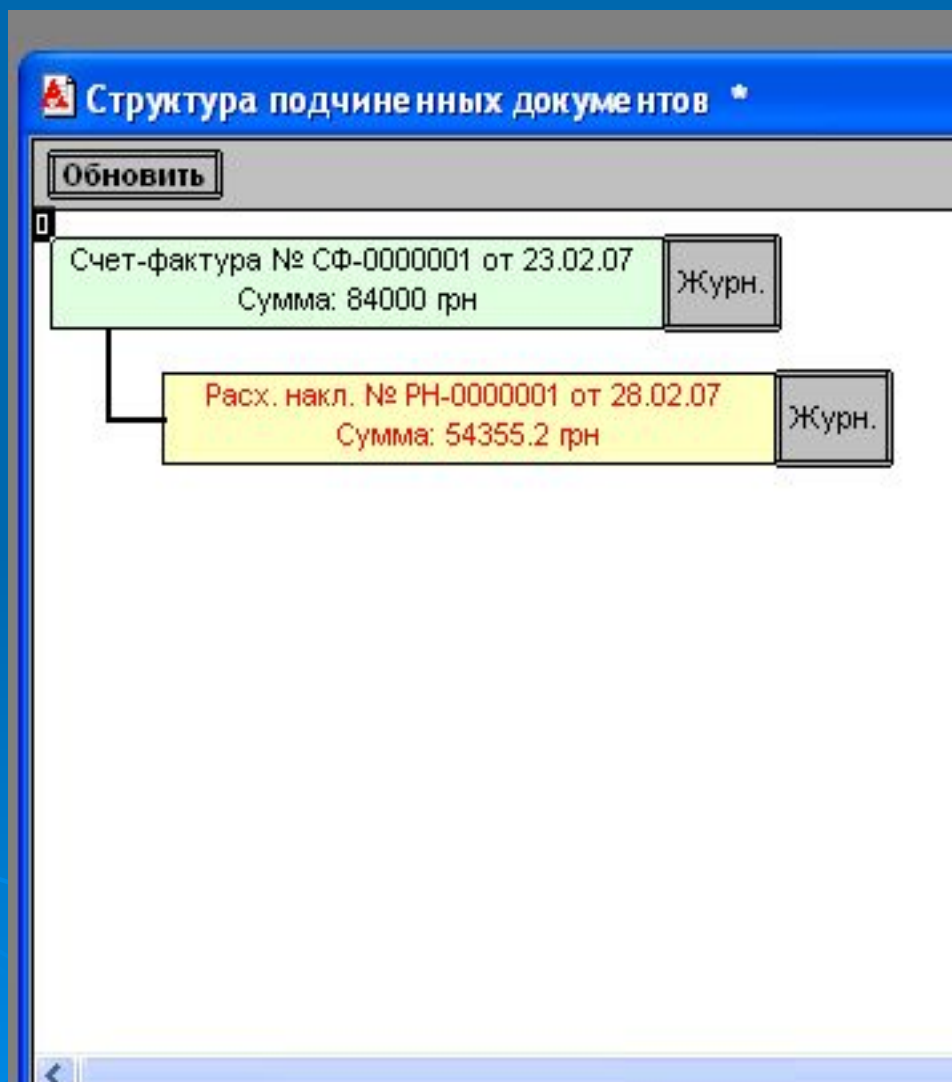 Структура подчиненных документов *
Обновить
Счет-фактура № СФ-0000001 от 23.02.07
Сумма: 84000 грн
Журн.
Расх. накл. № РН-0000001 от 28.02.07
Сумма: 54355.2 грн
Журн.